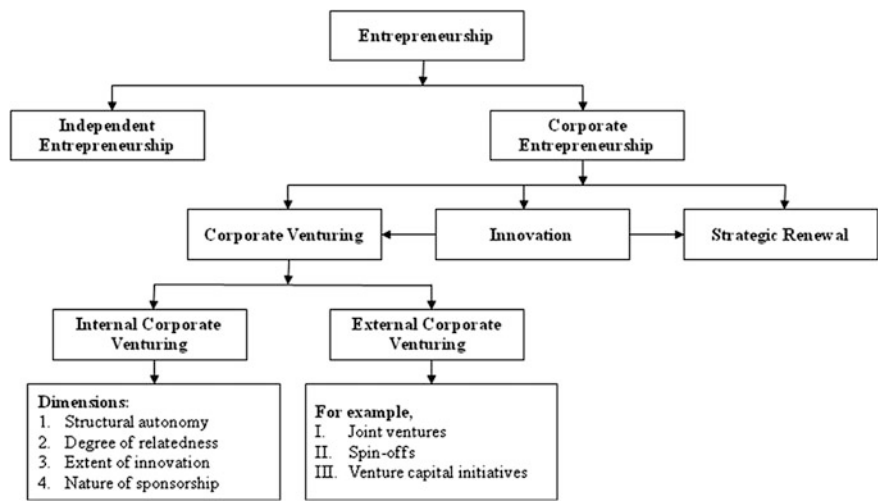 Entrepreneurship
Independent
Entrepreneurship
Corporate
Entrepreneurship
Corporate Venturing
Innovation
Strategic Renewal
Internal Corporate
Venturing
External Corporate
Venturing
Dimensions:
1. Structural autonomy
2. Degree of relatedness
3. Extent of innovation
4. Nature of sponsorship
For example,
I. Joint ventures
II. Spin-offs
III. Venture capital initiatives